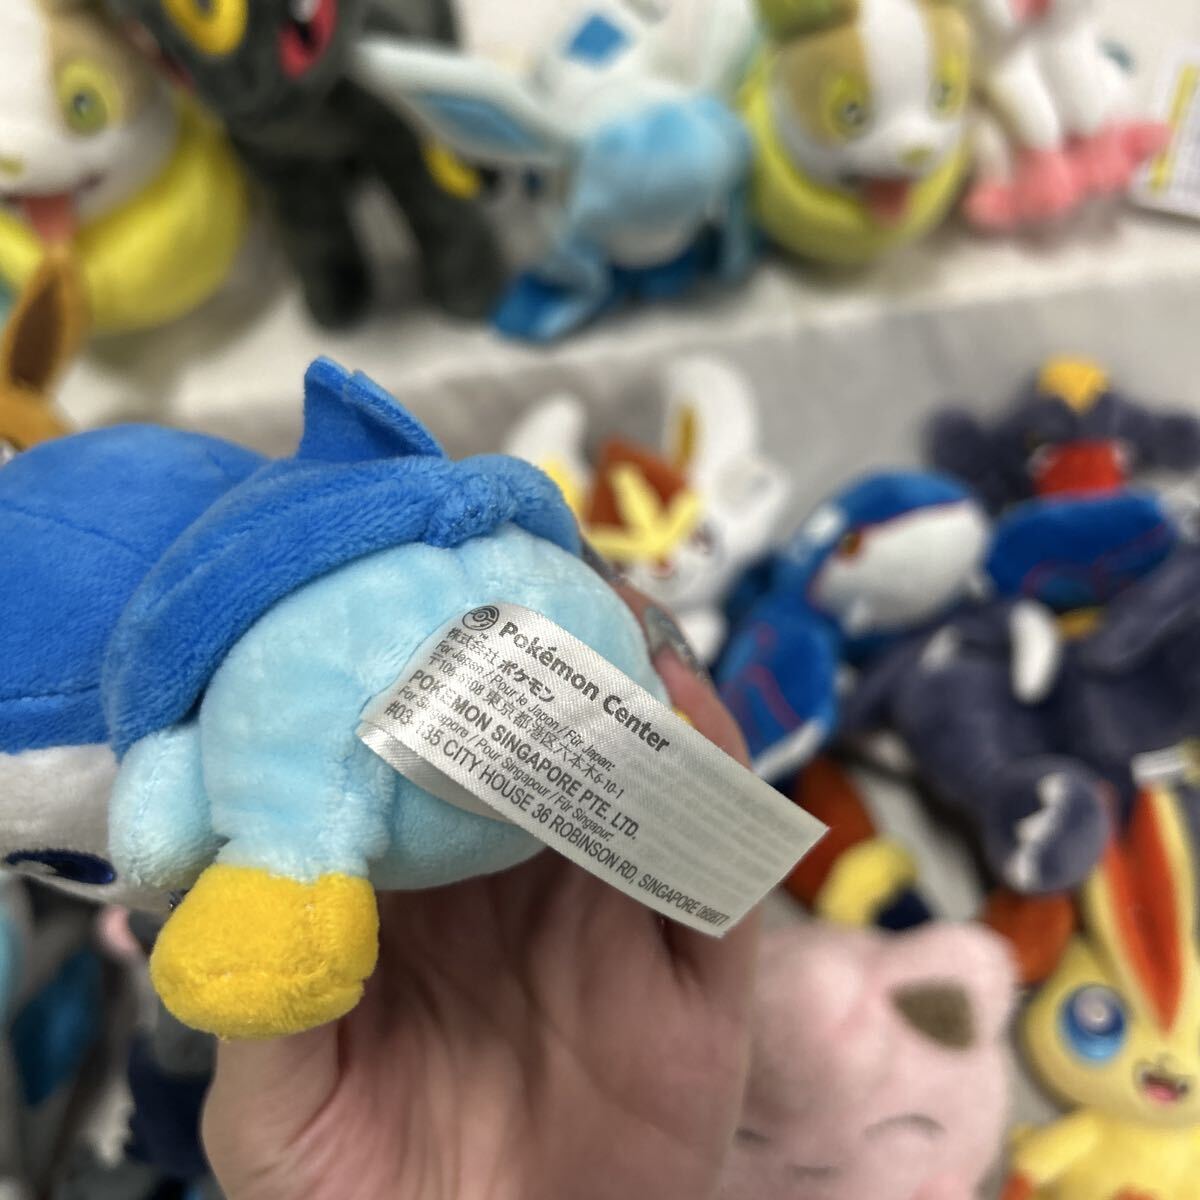 Pokémon Center
株式会社ポケモン
for Japan / Pour le Japon / Für Japan:
〒106-6108 東京都港区六本木6-10-1
POKÉMON SINGAPORE PTE. LTD.
For Singapore / Pour Singapour / Für Singapur:
#03-135 CITY HOUSE 36 ROBINSON RD, SINGAPORE 068877